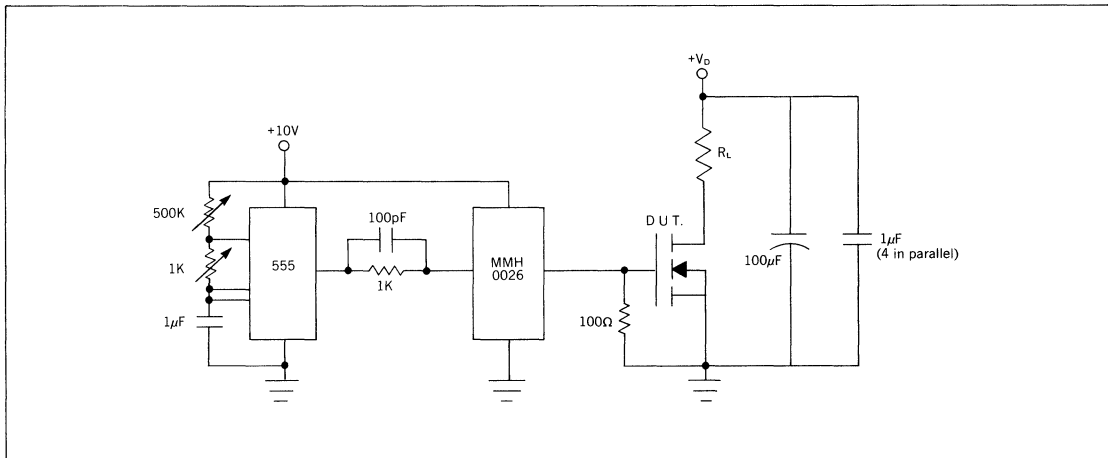 +V_D
+10V
R_L
500K
100pF
D U T.
1K
555
1K
MMH
0026
100Ω
100μF
1μF
(4 in parallel)
1μF